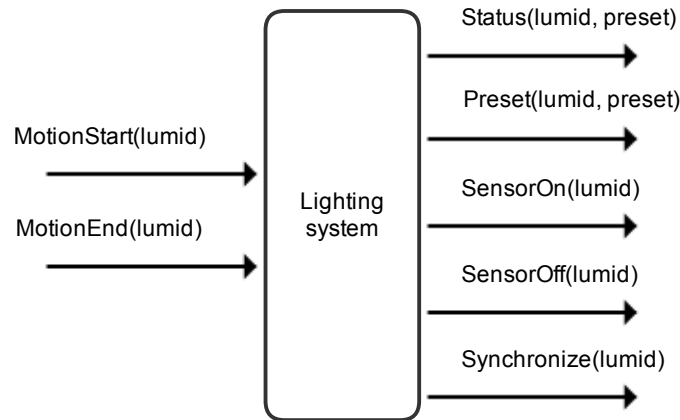 Status(lumid, preset)
Preset(lumid, preset)
MotionStart(lumid)
SensorOn(lumid)
Lighting
system
MotionEnd(lumid)
SensorOff(lumid)
Synchronize(lumid)